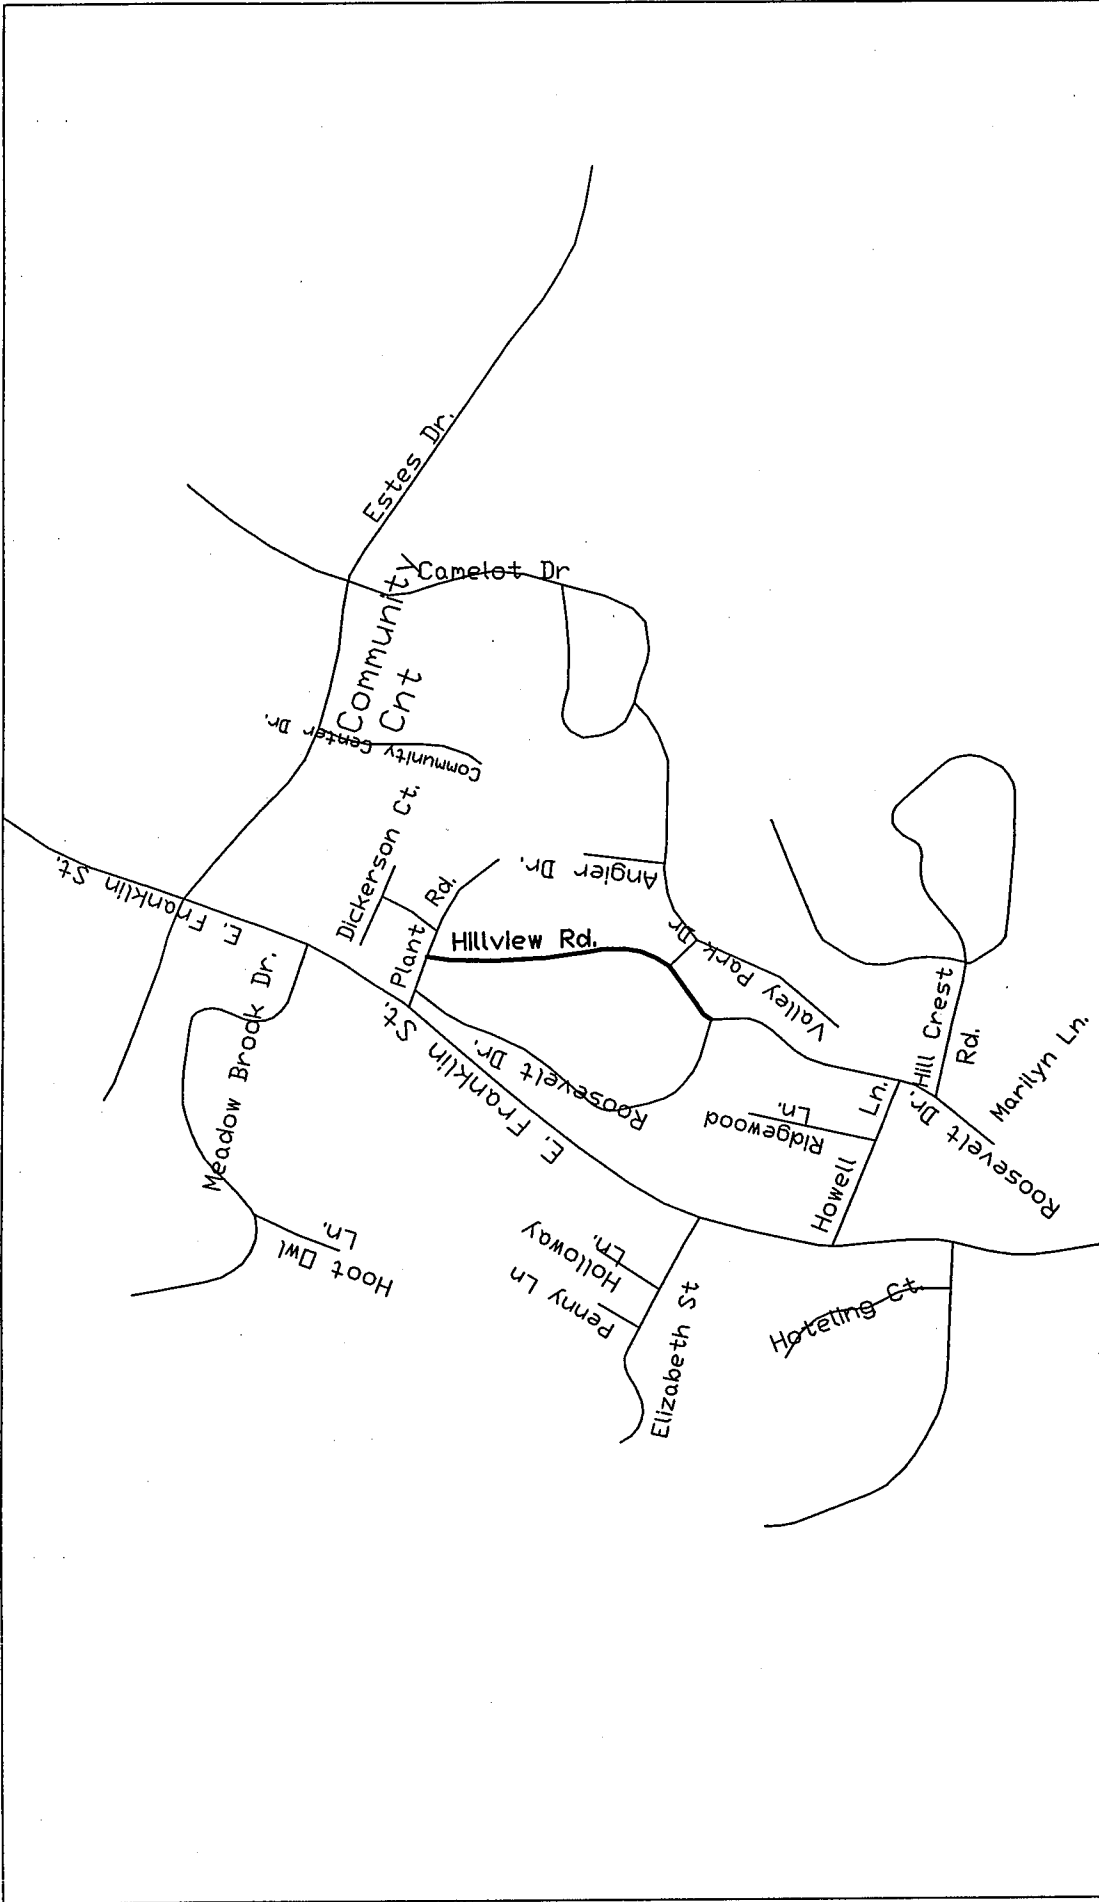 Estes Dr.
Camelot Dr
Community
Cnt
Community Center Dr.
Dickerson Ct.
E. Franklin St.
Plant Rd.
Angier Dr.
Hillview Rd.
Meadow Brook Dr.
Valley Park Dr
E. Franklin St.
Roosevelt Dr.
Hill Crest
Rd.
Marilyn Ln.
Ridgewood
Ln.
Howell Ln.
Roosevelt Dr.
Hoot Owl
Ln.
Holloway
Ln.
Penny Ln
Elizabeth St
Hoteling Ct.